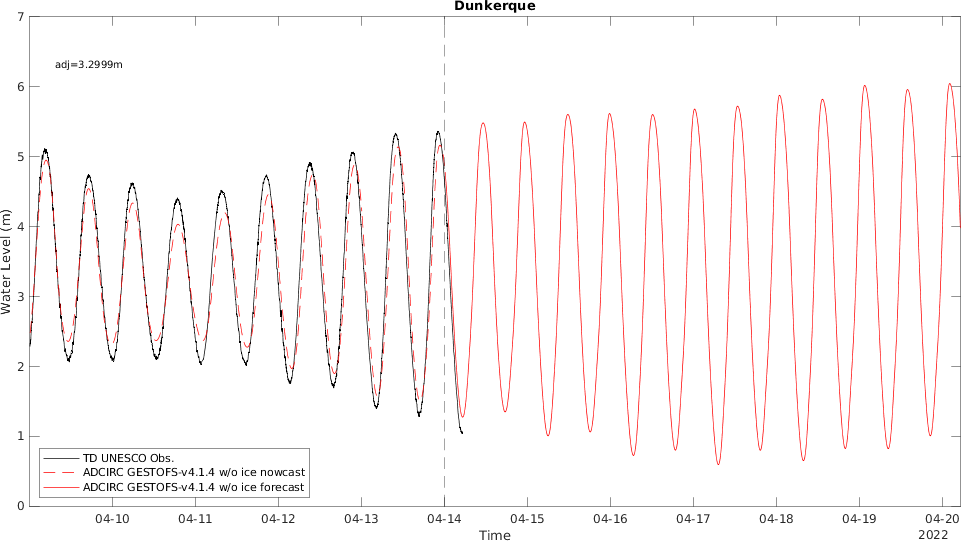 Dunkerque
7
6
5
4
3
2
1
0
Water Level (m)
adj=3.2999m
TD UNESCO Obs.
ADCIRC GESTOFS-v4.1.4 w/o ice nowcast
ADCIRC GESTOFS-v4.1.4 w/o ice forecast
04-10 04-11 04-12 04-13 04-14 04-15 04-16 04-17 04-18 04-19 04-20
Time
2022